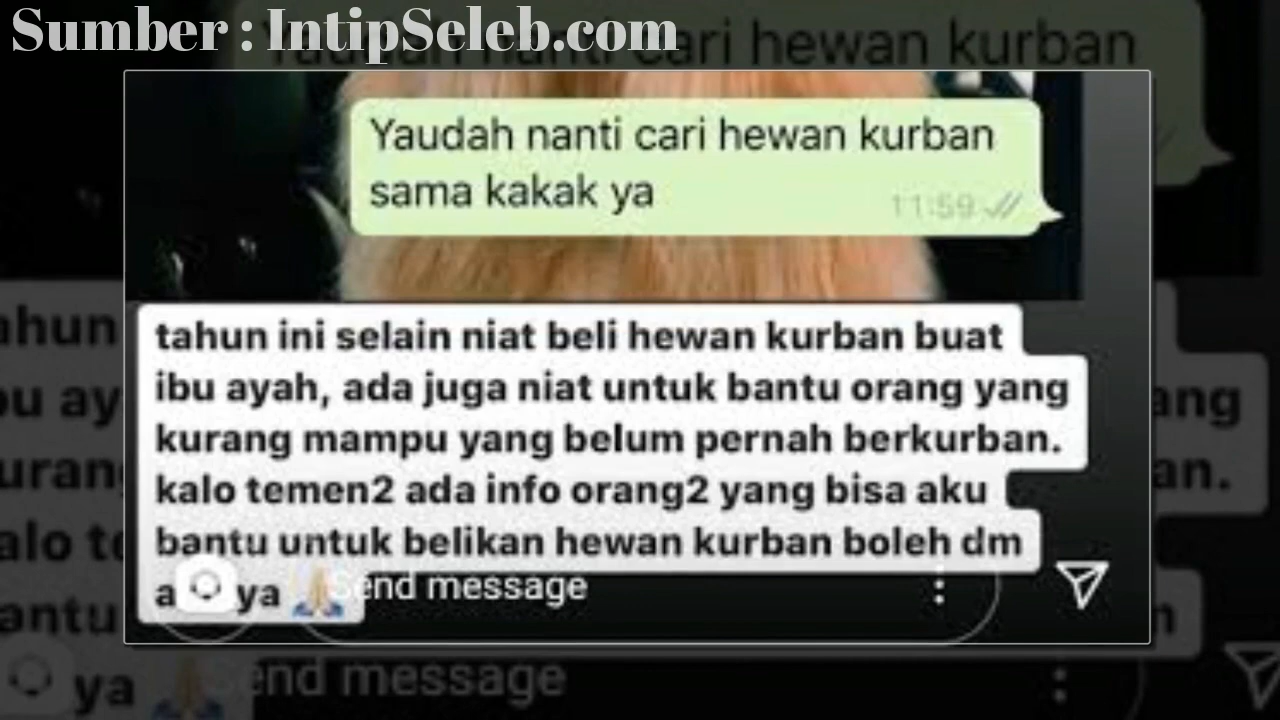 Sumber : IntipSeleb.com
Yaudah nanti cari hewan kurban
sama kakak ya
11:59
tahun ini selain niat beli hewan kurban buat
ibu ayah, ada juga niat untuk bantu orang yang
kurang mampu yang belum pernah berkurban.
kalo temen2 ada info orang2 yang bisa aku
bantu untuk belikan hewan kurban boleh dm
ya 🙏🏼
Send message